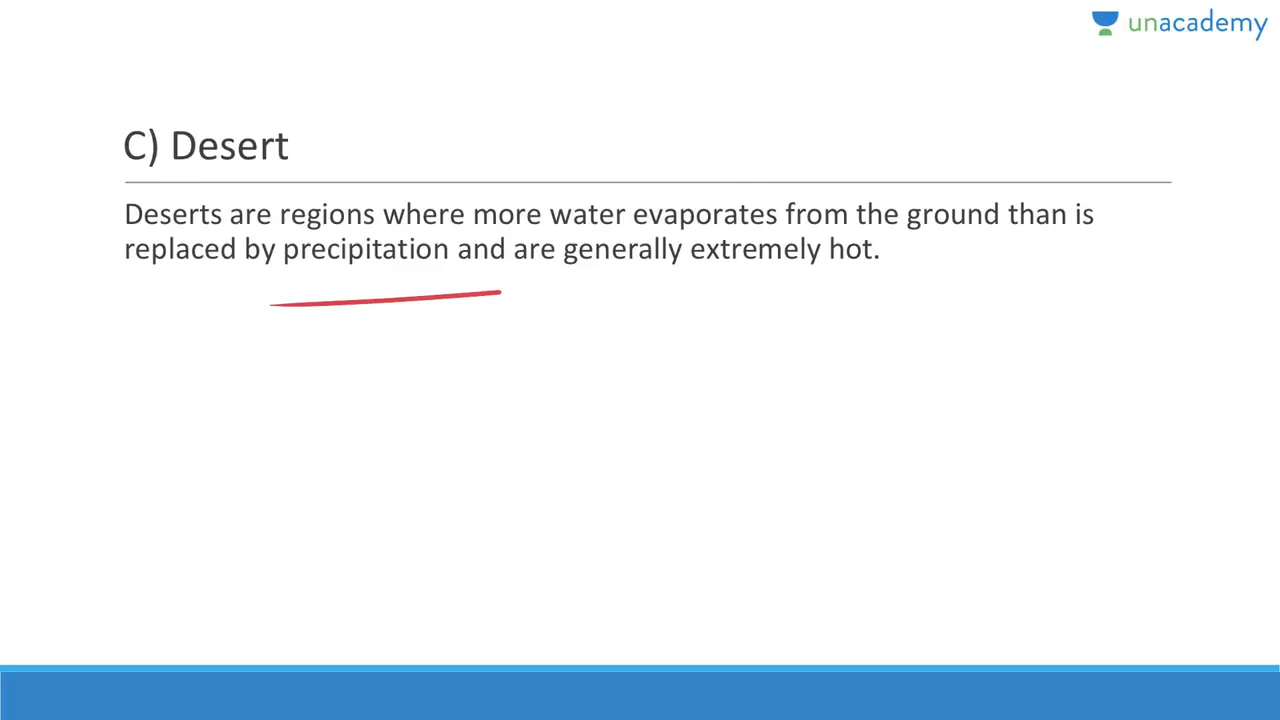 unacademy
C) Desert
Deserts are regions where more water evaporates from the ground than is
replaced by precipitation and are generally extremely hot.